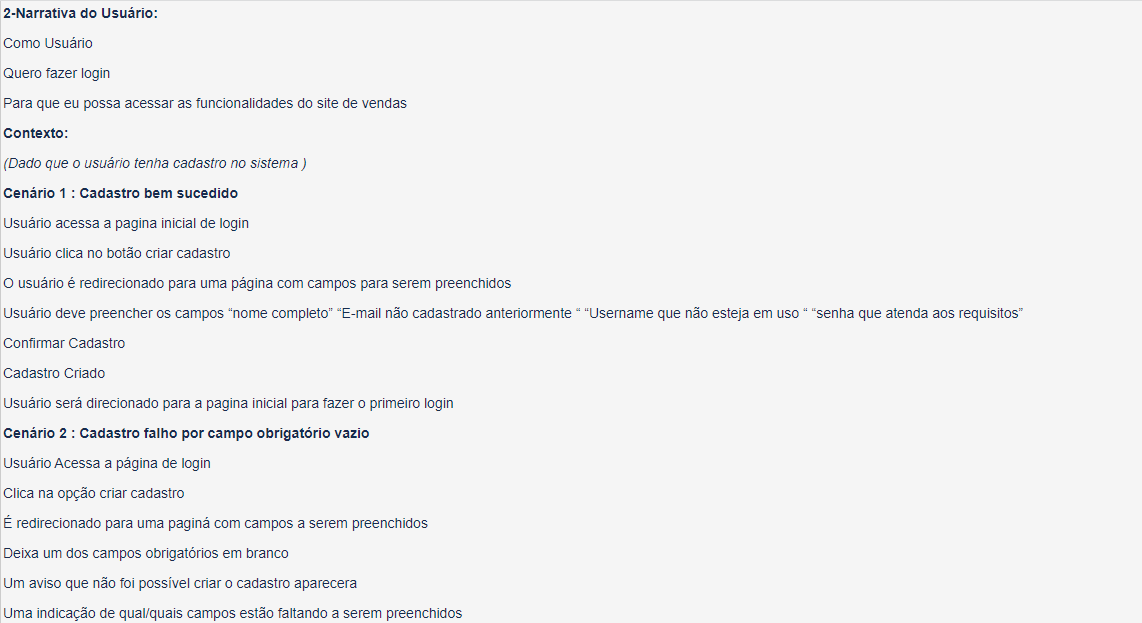 2-Narrativa do Usuário:
Como Usuário
Quero fazer login
Para que eu possa acessar as funcionalidades do site de vendas
Contexto:
(Dado que o usuário tenha cadastro no sistema )
Cenário 1 : Cadastro bem sucedido
Usuário acessa a pagina inicial de login
Usuário clica no botão criar cadastro
O usuário é redirecionado para uma página com campos para serem preenchidos
Usuário deve preencher os campos “nome completo” “E-mail não cadastrado anteriormente “ “Username que não esteja em uso “ “senha que atenda aos requisitos”
Confirmar Cadastro
Cadastro Criado
Usuário será direcionado para a pagina inicial para fazer o primeiro login
Cenário 2 : Cadastro falho por campo obrigatório vazio
Usuário Acessa a página de login
Clica na opção criar cadastro
É redirecionado para uma paginá com campos a serem preenchidos
Deixa um dos campos obrigatórios em branco
Um aviso que não foi possível criar o cadastro aparecera
Uma indicação de qual/quais campos estão faltando a serem preenchidos